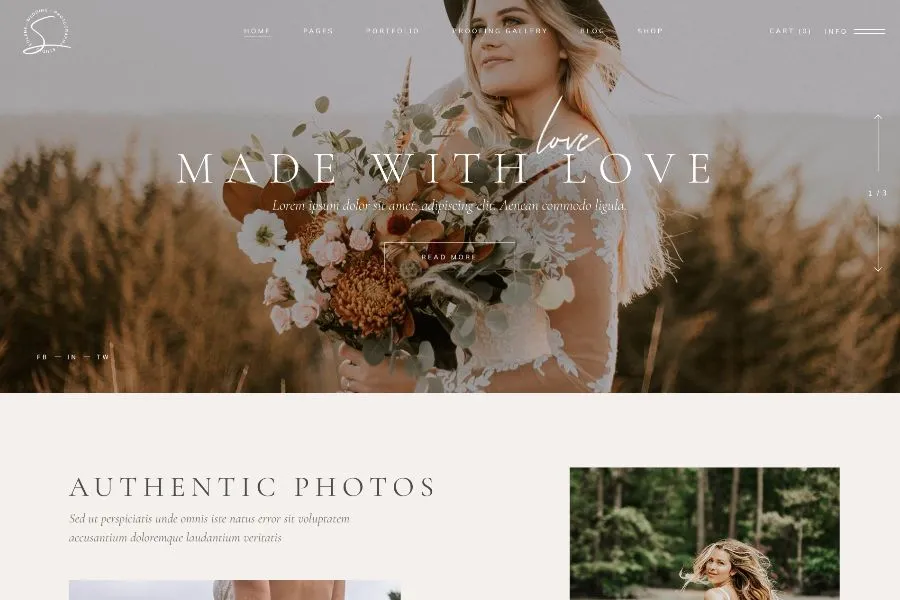 HOME PAGES PORTFOLIO PROOFING GALLERY BLOG SHOP CART (0) INFO
love
MADE WITH LOVE
Lorem ipsum dolor sit amet, adipiscing elit. Aenean commodo ligula.
1 / 3
READ MORE
FB — IN — TW
AUTHENTIC PHOTOS
Sed ut perspiciatis unde omnis iste natus error sit voluptatem
accusantium doloremque laudantium veritatis